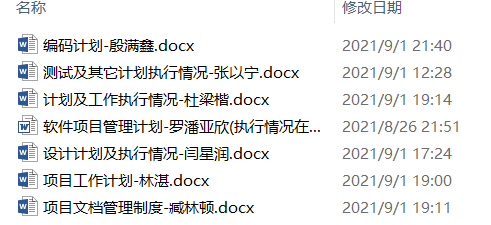 名称 修改日期
编码计划-殷满鑫.docx 2021/9/1 21:40
测试及其它计划执行情况-张以宁.docx 2021/9/1 12:28
计划及工作执行情况-杜梁楷.docx 2021/9/1 19:14
软件项目管理计划-罗潘亚欣(执行情况在... 2021/8/26 21:51
设计计划及执行情况-闫星润.docx 2021/9/1 17:24
项目工作计划-林湛.docx 2021/9/1 19:00
项目文档管理制度-臧林顿.docx 2021/9/1 19:11